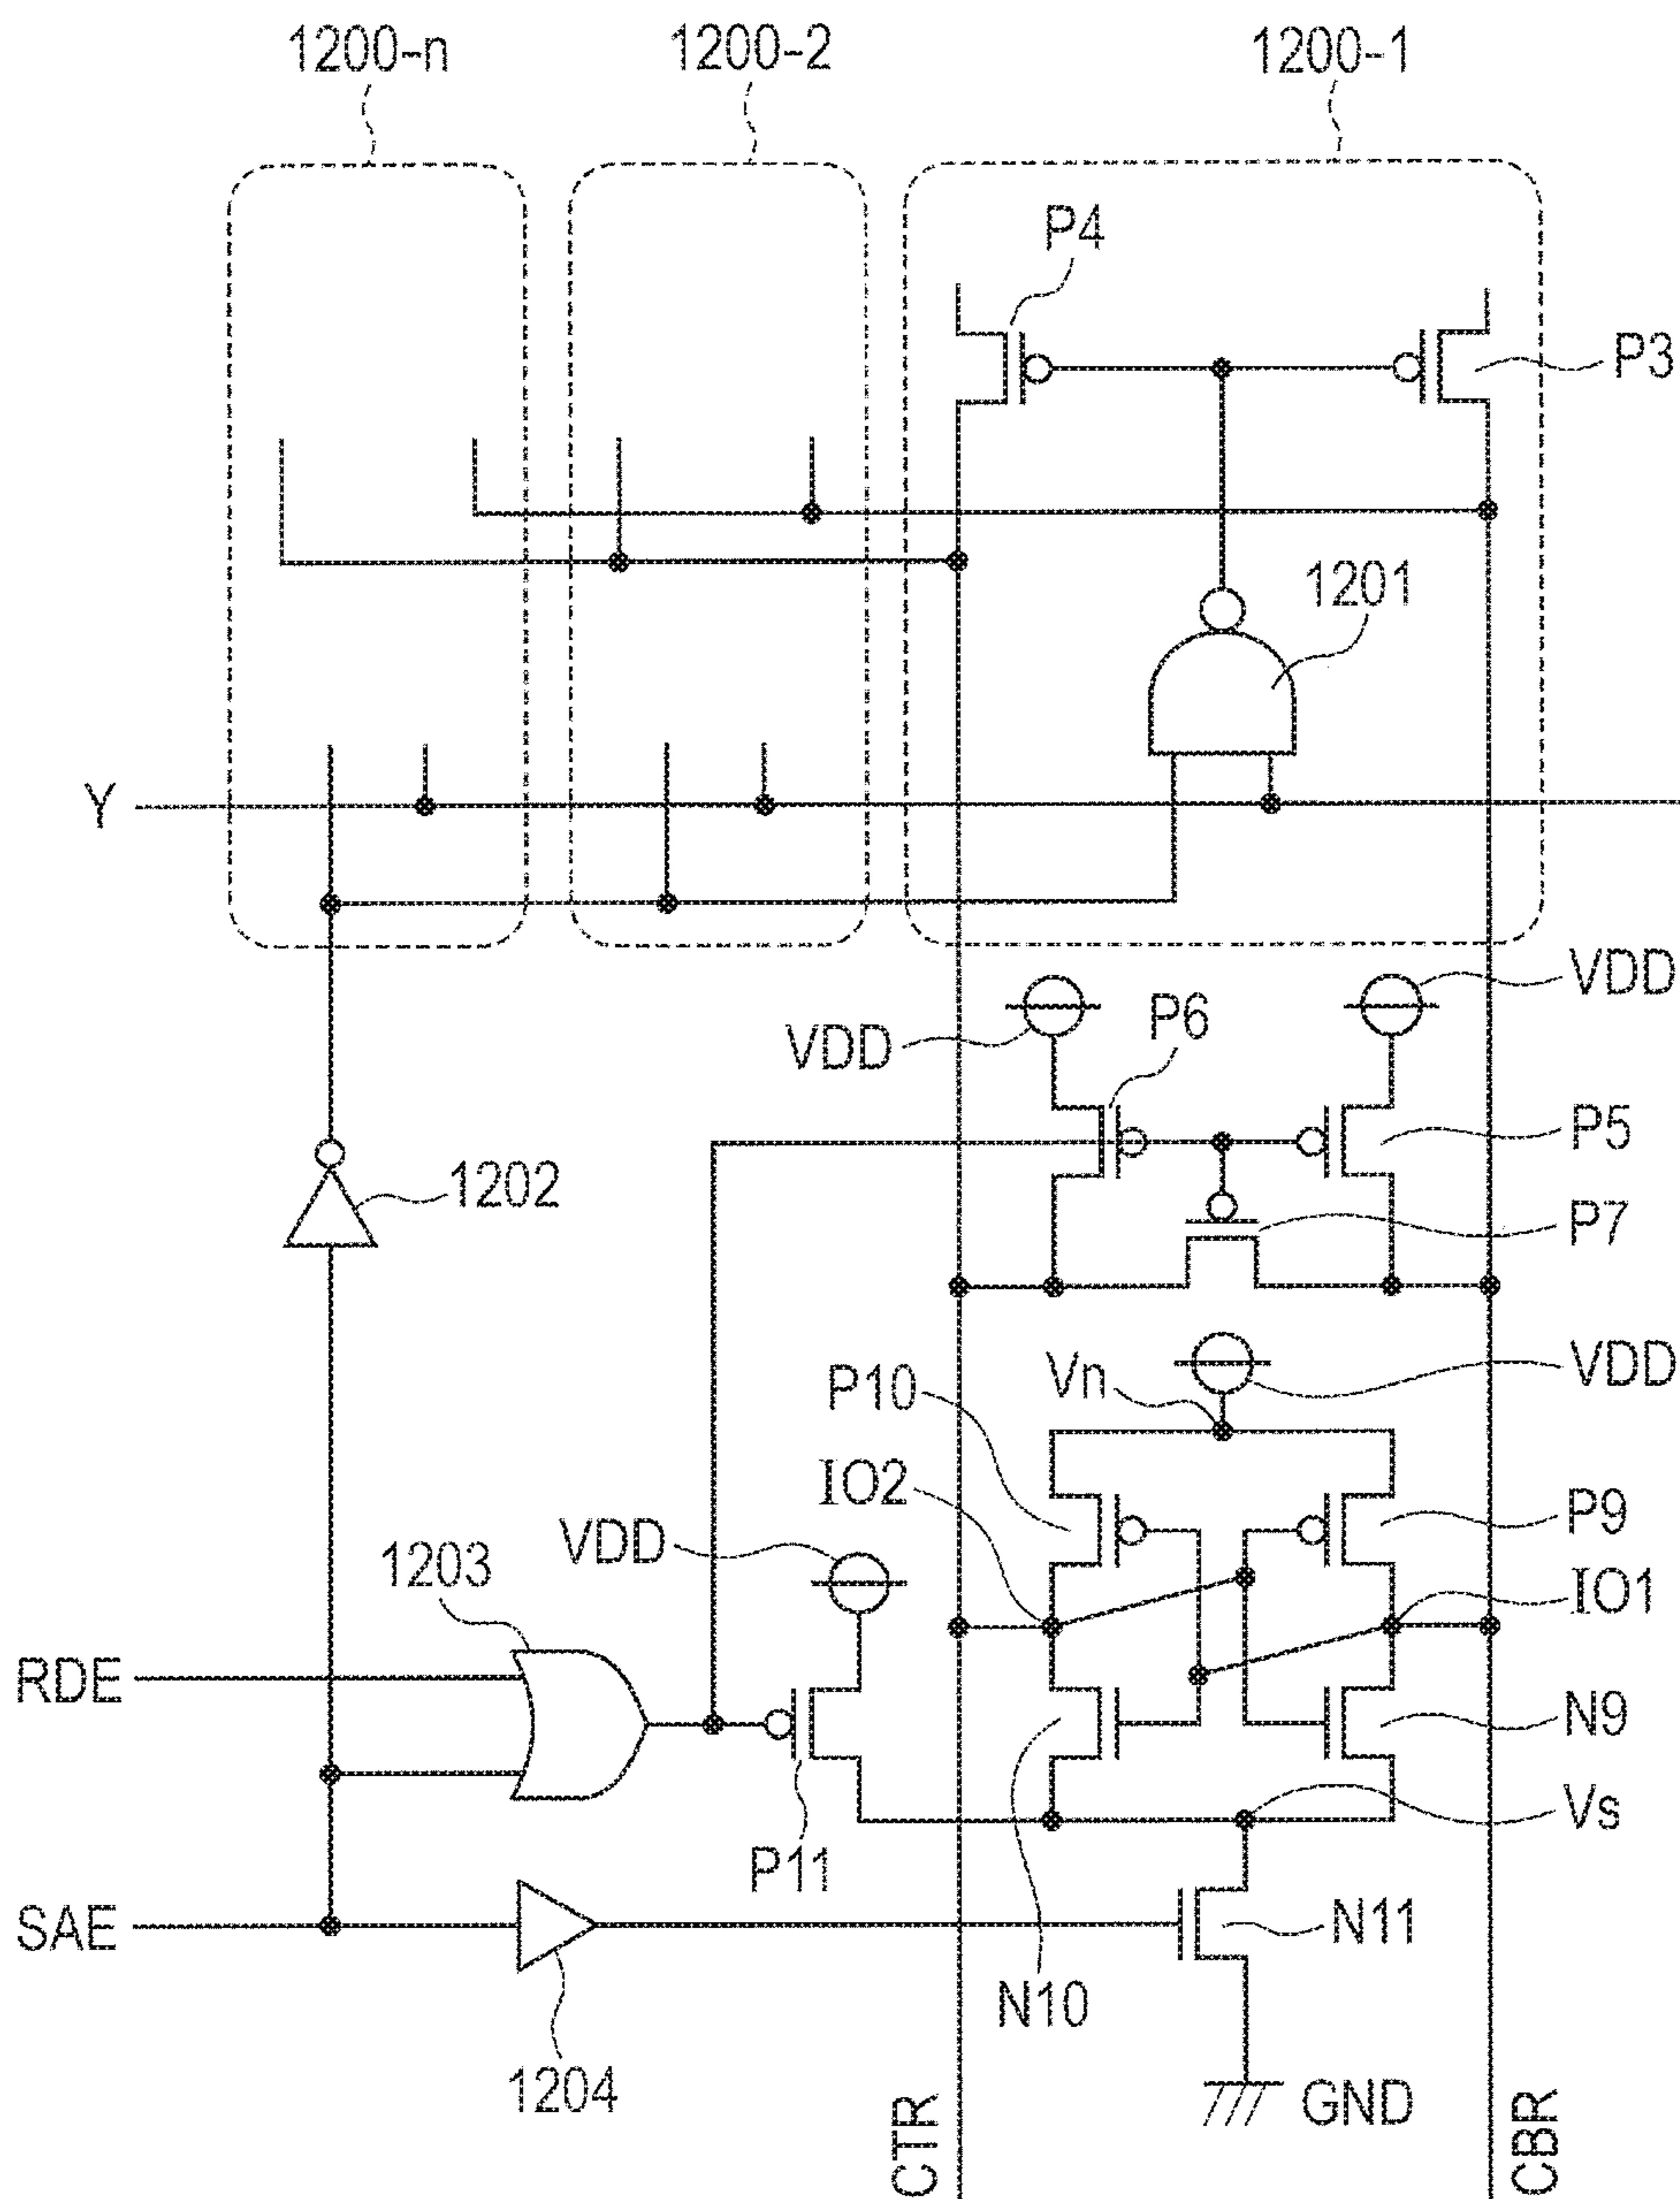 1200-n 1200-2 1200-1
P4
P3
1201
Y
VDD
P6
VDD
P5
1202
P7
Vn
VDD
P10
IO2
P9
VDD
1203
IO1
RDE
N9
Vs
P11
SAE
N11
N10
1204
GND
CTR
CBR